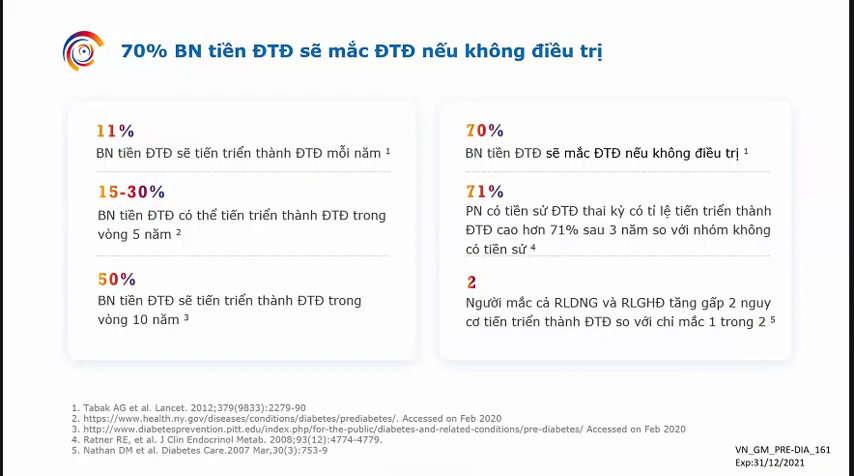 70% BN tiền ĐTĐ sẽ mắc ĐTĐ nếu không điều trị
11%
BN tiền ĐTĐ sẽ tiến triển thành ĐTĐ mỗi năm ¹
15-30%
BN tiền ĐTĐ có thể tiến triển thành ĐTĐ trong
vòng 5 năm ²
50%
BN tiền ĐTĐ sẽ tiến triển thành ĐTĐ trong
vòng 10 năm ³
70%
BN tiền ĐTĐ sẽ mắc ĐTĐ nếu không điều trị ¹
71%
PN có tiền sử ĐTĐ thai kỳ có tỉ lệ tiến triển thành
ĐTĐ cao hơn 71% sau 3 năm so với nhóm không
có tiền sử ⁴
2
Người mắc cả RLDNG và RLGHĐ tăng gấp 2 nguy
cơ tiến triển thành ĐTĐ so với chỉ mắc 1 trong 2 ⁵
1. Tabak AG et al. Lancet. 2012;379(9833):2279-90
2. https://www.health.ny.gov/diseases/conditions/diabetes/prediabetes/. Accessed on Feb 2020
3. http://www.diabetesprevention.pitt.edu/index.php/for-the-public/diabetes-and-related-conditions/pre-diabetes/ Accessed on Feb 2020
4. Ratner RE, et al. J Clin Endocrinol Metab. 2008;93(12):4774-4779.
5. Nathan DM et al. Diabetes Care.2007 Mar,30(3):753-9
VN_GM_PRE-DIA_161
Exp:31/12/2021